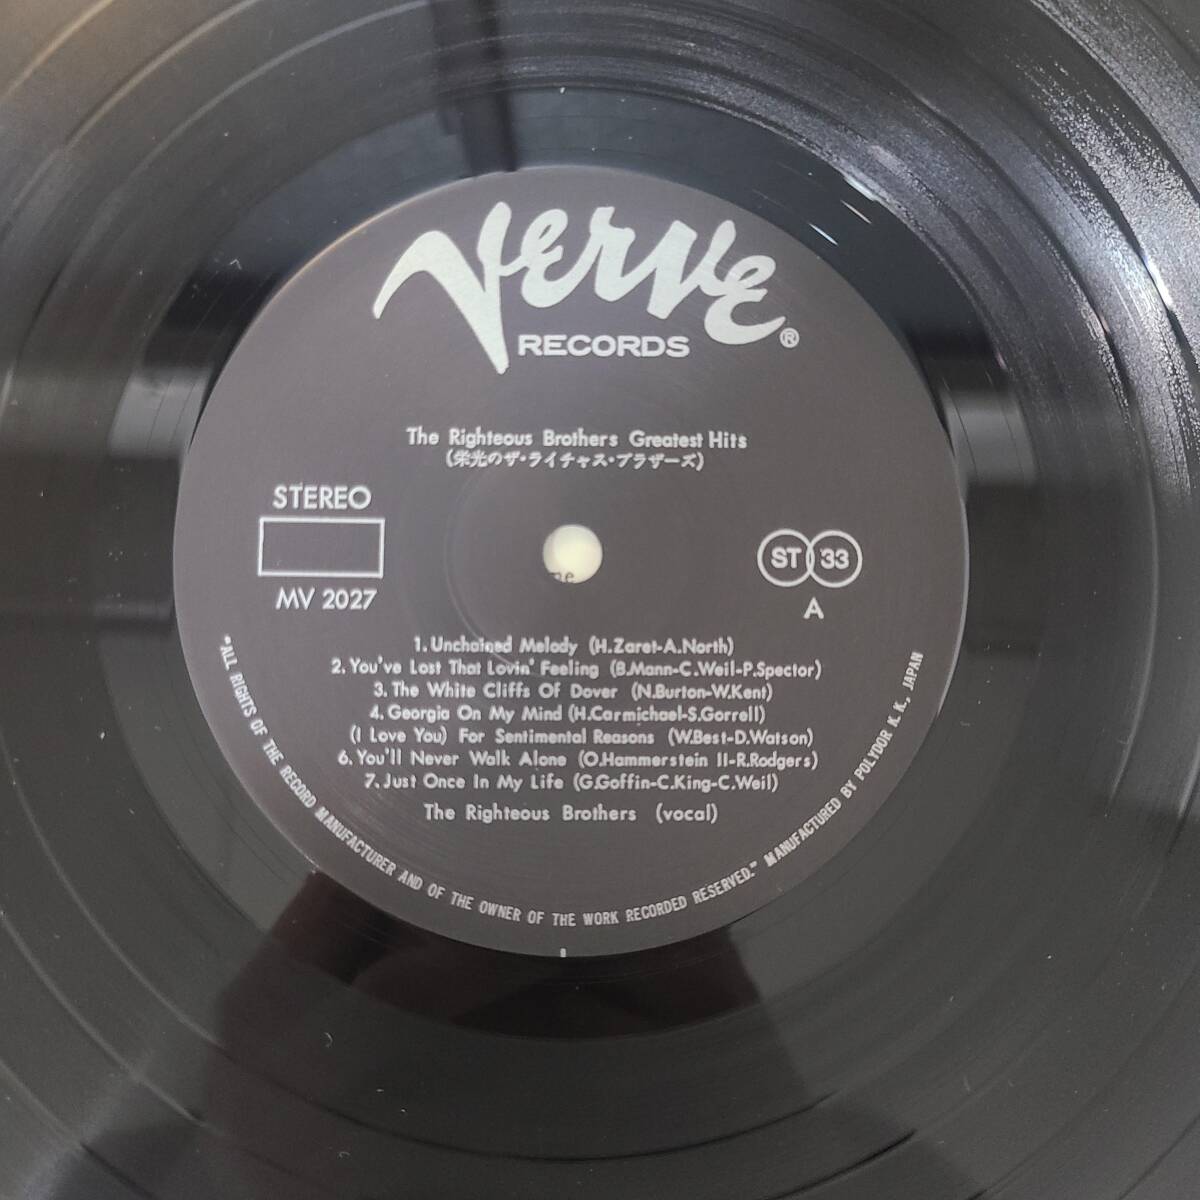 Verve®
RECORDS
The Righteous Brothers Greatest Hits
(栄光のザ・ライチャス・ブラザーズ)
STEREO
MV 2027
ST 33
A
1. Unchained Melody (H.Zaret-A.North)
2. You've Lost That Lovin' Feeling (B.Mann-C.Weil-P.Spector)
3. The White Cliffs Of Dover (N.Burton-W.Kent)
4. Georgia On My Mind (H.Carmichael-S.Gorrell)
(I Love You) For Sentimental Reasons (W.Best-D.Watson)
6. You'll Never Walk Alone (O.Hammerstein II-R.Rodgers)
7. Just Once In My Life (G.Goffin-C.King-C.Weil)
The Righteous Brothers (vocal)
"ALL RIGHTS OF THE RECORD MANUFACTURER AND OF THE OWNER OF THE WORK RECORDED RESERVED." MANUFACTURED BY POLYDOR K. K., JAPAN